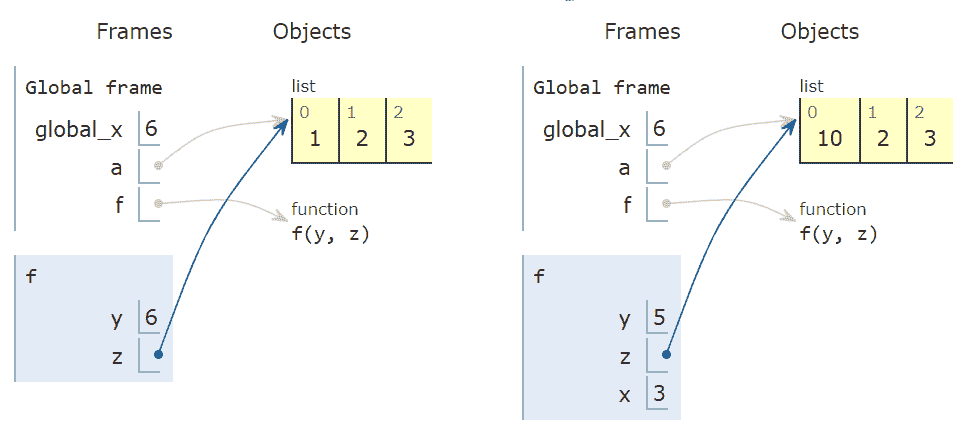 Frames Objects
Global frame
list
0 1 2
global_x 6
1 2 3
a
f
function
f(y, z)
f
y 6
z
Frames Objects
Global frame
list
0 1 2
global_x 6
10 2 3
a
f
function
f(y, z)
f
y 5
z
x 3